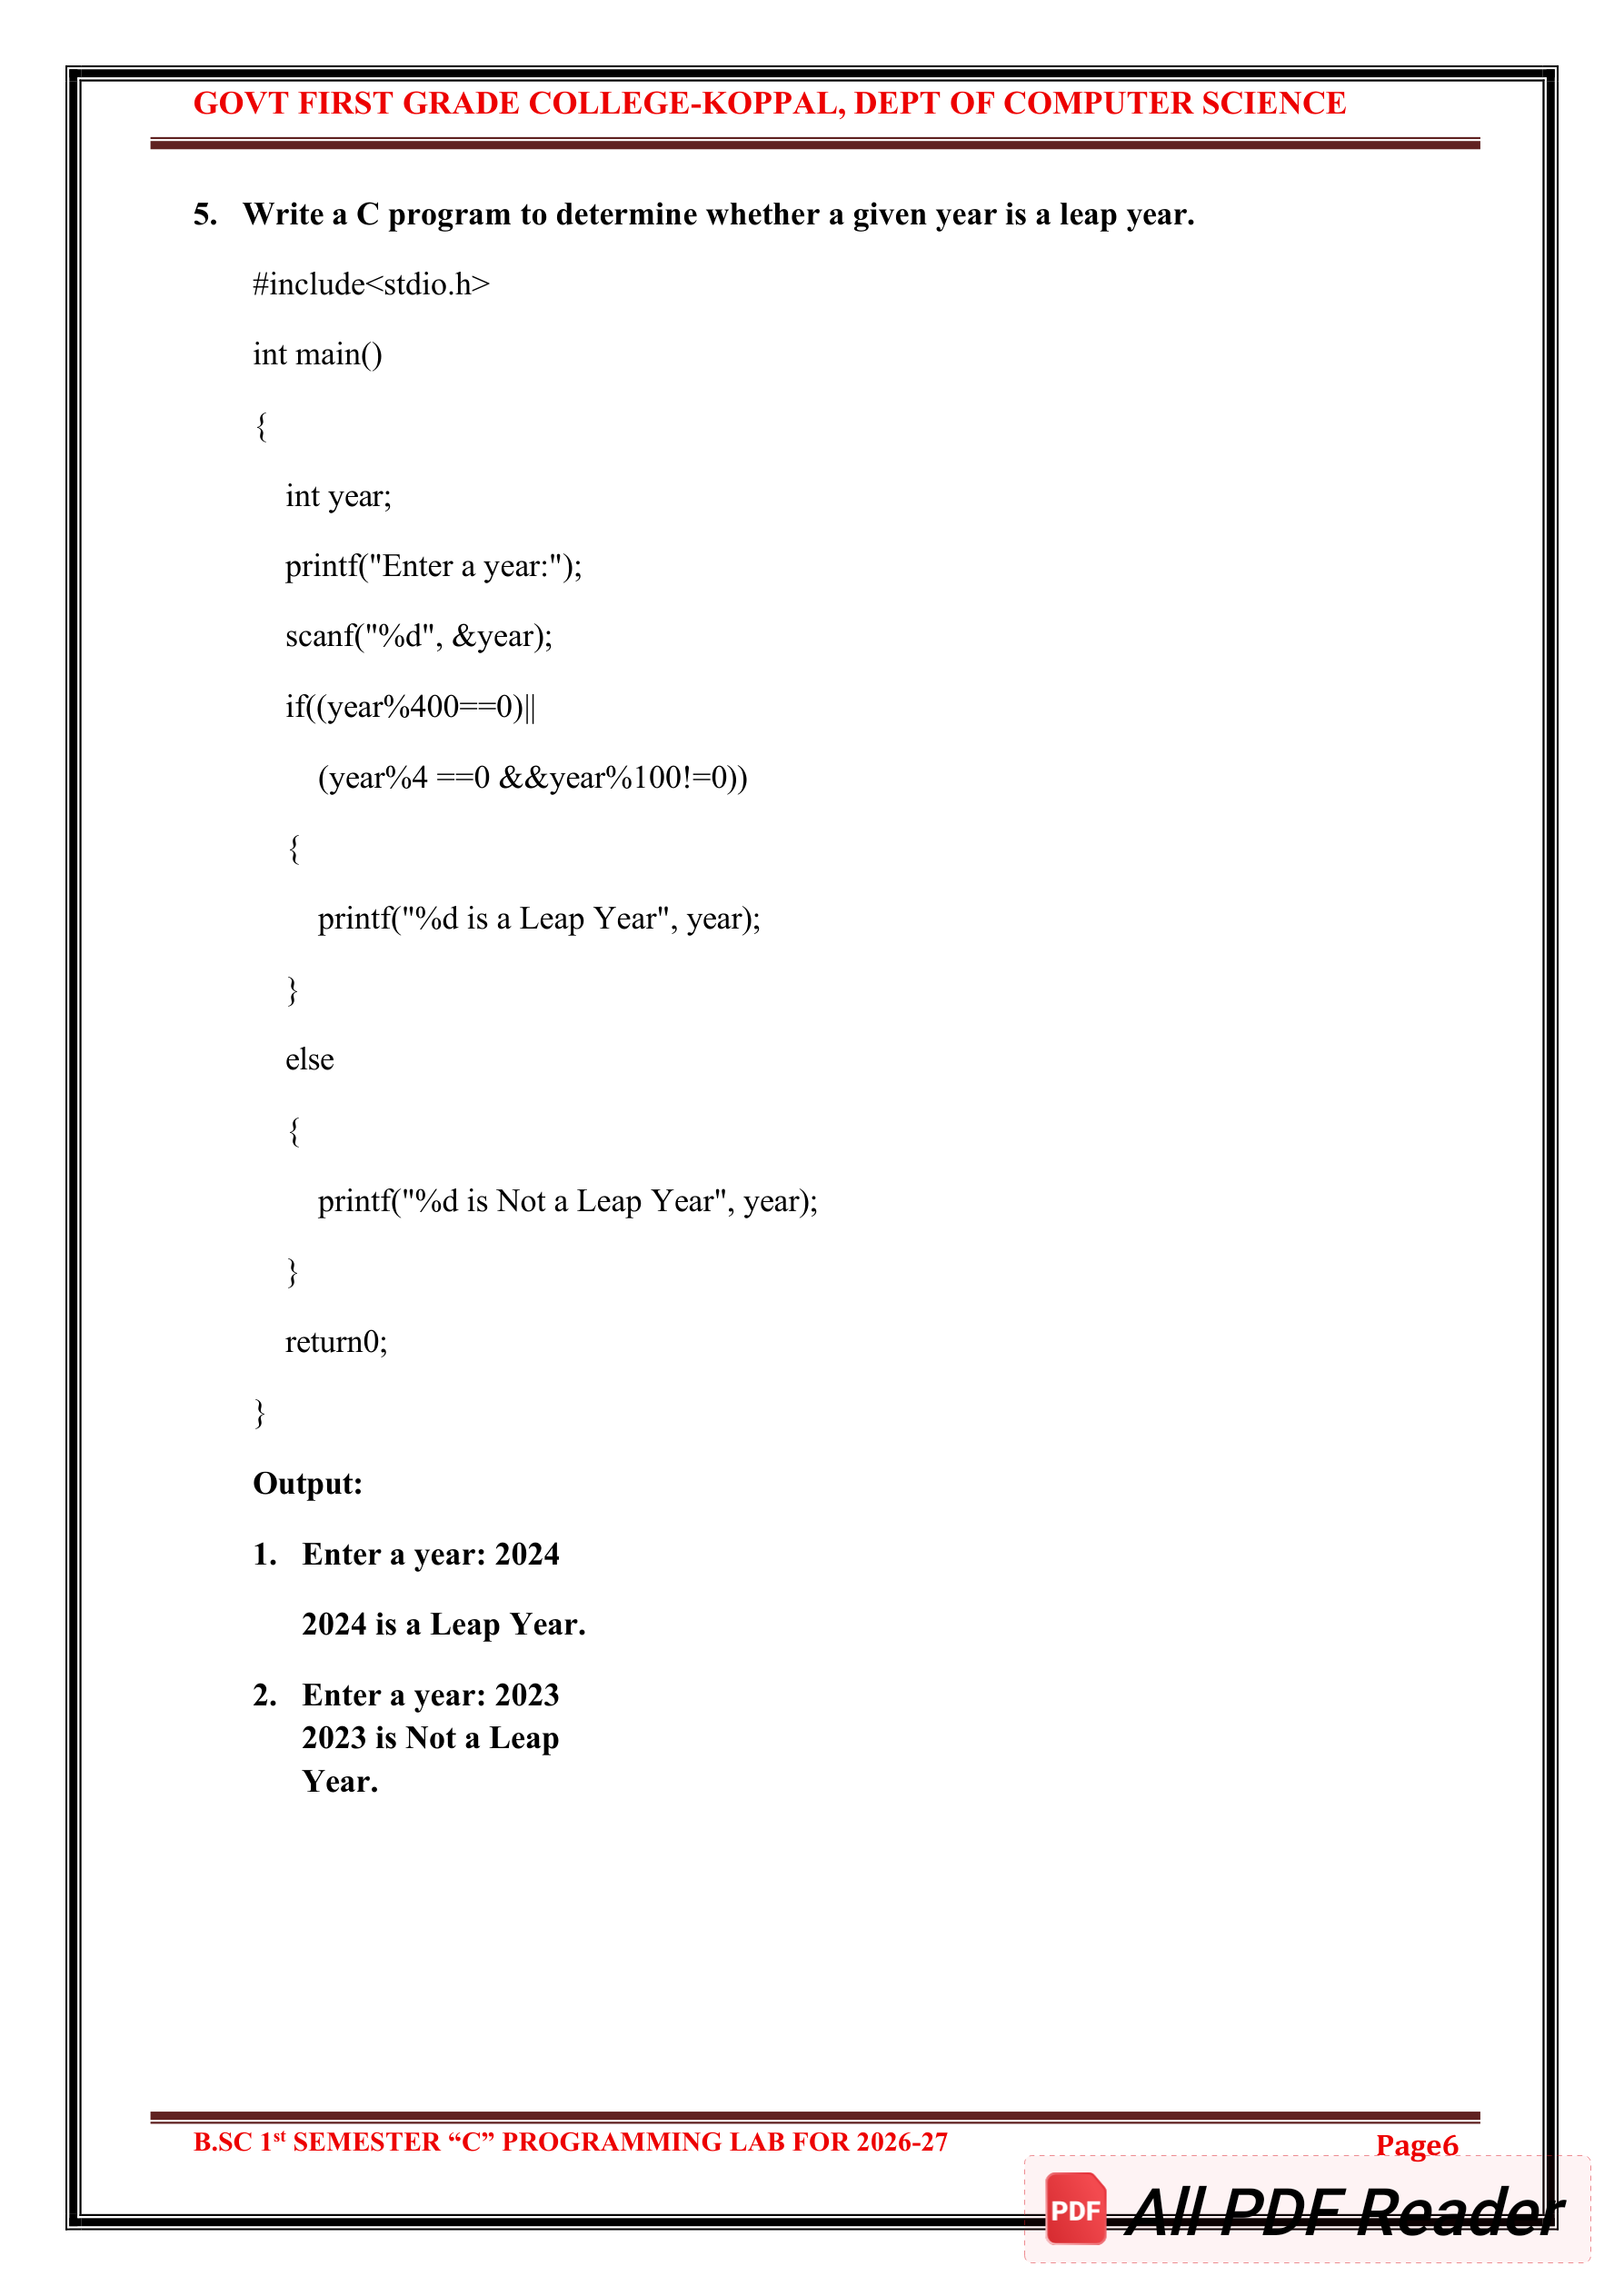 GOVT FIRST GRADE COLLEGE-KOPPAL, DEPT OF COMPUTER SCIENCE
5. Write a C program to determine whether a given year is a leap year.
#include<stdio.h>
int main()
{
int year;
printf("Enter a year:");
scanf("%d", &year);
if((year%400==0)||
(year%4 ==0 &&year%100!=0))
{
printf("%d is a Leap Year", year);
}
else
{
printf("%d is Not a Leap Year", year);
}
return0;
}
Output:
1. Enter a year: 2024
2024 is a Leap Year.
2. Enter a year: 2023
2023 is Not a Leap
Year.
B.SC 1st SEMESTER “C” PROGRAMMING LAB FOR 2026-27
Page6
PDF All PDF Reader